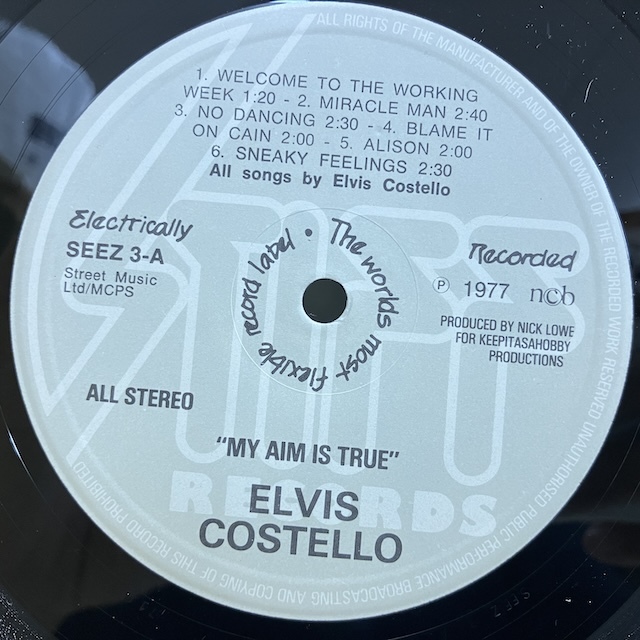 ALL RIGHTS OF THE MANUFACTURER AND OF THE OWNER OF THE RECORDED WORK RESERVED UNAUTHORISED PUBLIC PERFORMANCE BROADCASTING AND COPYING OF THIS RECORD PROHIBITED
1. WELCOME TO THE WORKING
WEEK 1:20 - 2. MIRACLE MAN 2:40
3. NO DANCING 2:30 - 4. BLAME IT
ON CAIN 2:00 - 5. ALISON 2:00
6. SNEAKY FEELINGS 2:30
All songs by Elvis Costello
Electrically
SEEZ 3-A
Street Music
Ltd/MCPS
The worlds most flexible record label •
Recorded
Ⓟ 1977 ncb
PRODUCED BY NICK LOWE
FOR KEEPITASAHOBBY
PRODUCTIONS
ALL STEREO
STIFF
"MY AIM IS TRUE"
RECORDS
ELVIS
COSTELLO